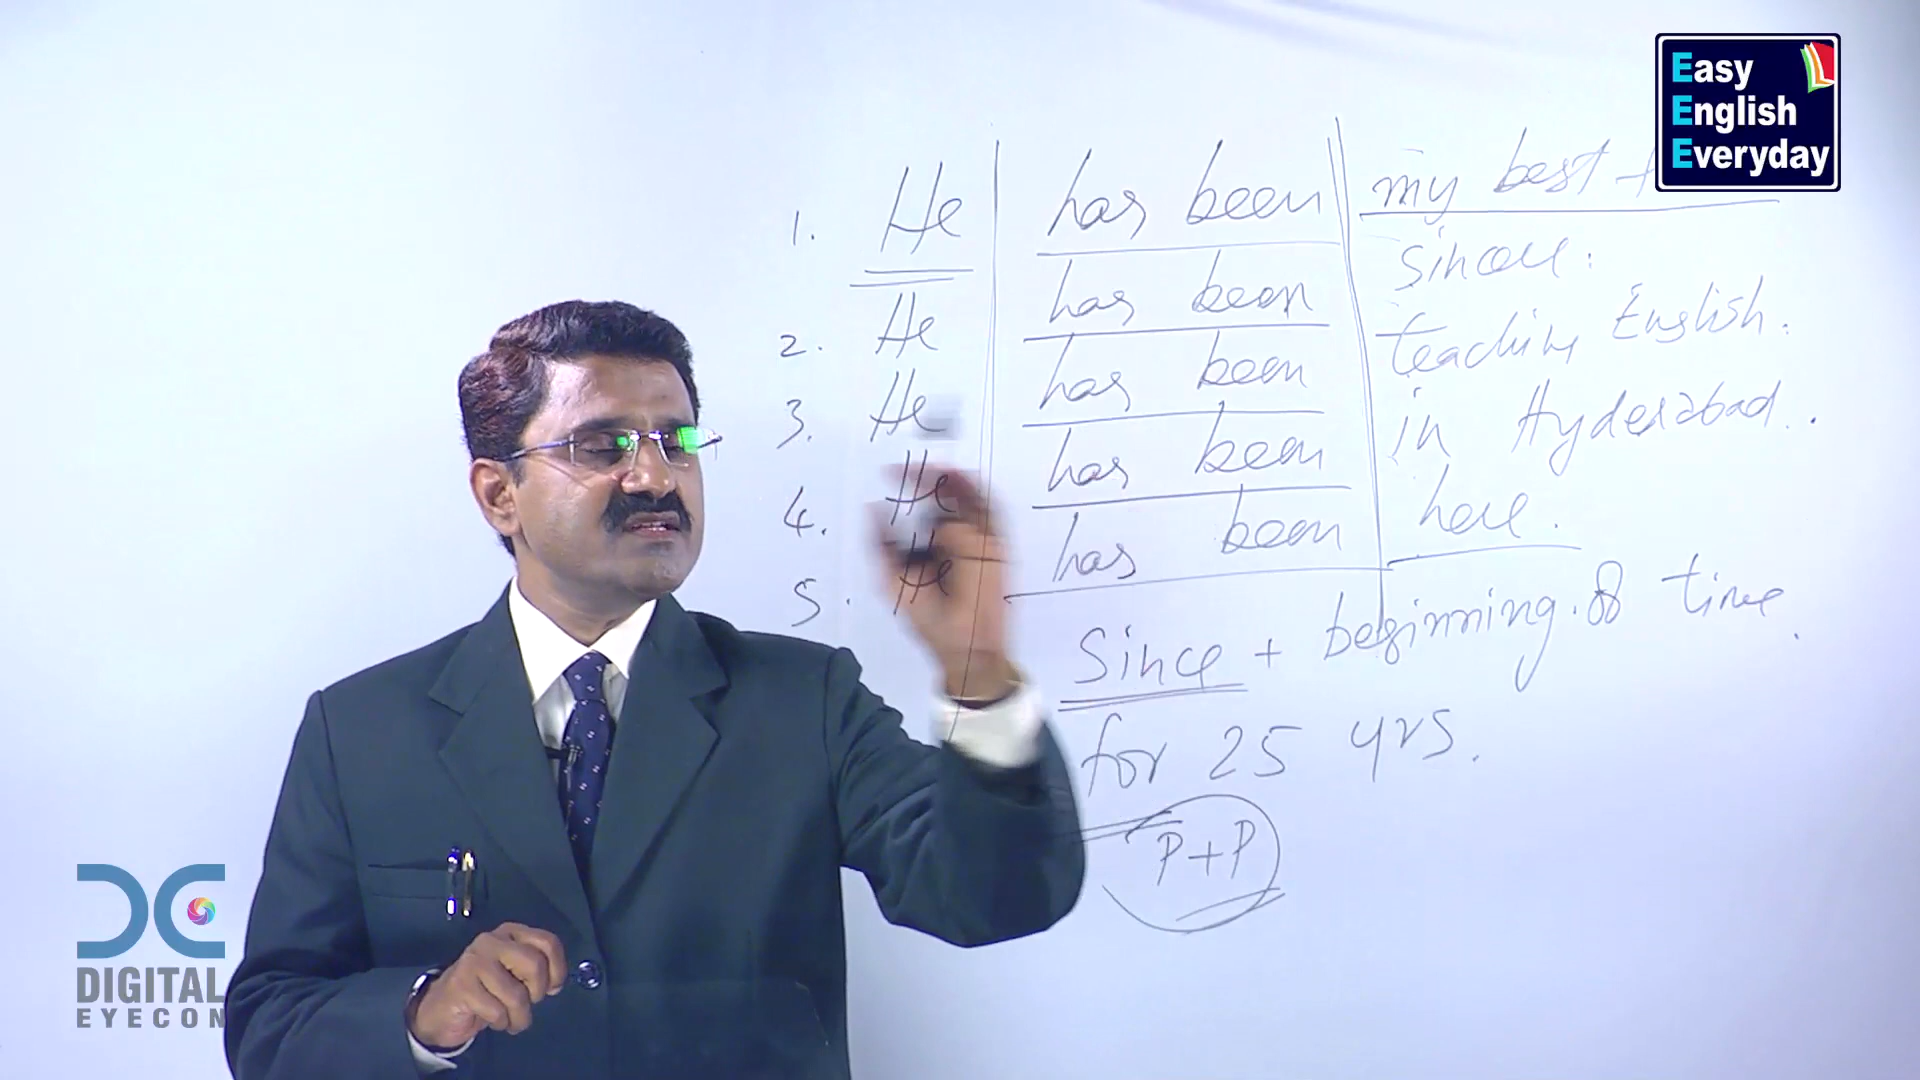 Easy
English
Everyday
1. He has been my best
2. He has been sincere.
3. He has been teaching English.
4. He has been in Hyderabad.
5. He has been here.
Since + beginning of time.
for 25 yrs.
P+P
DC
DIGITAL
EYECON